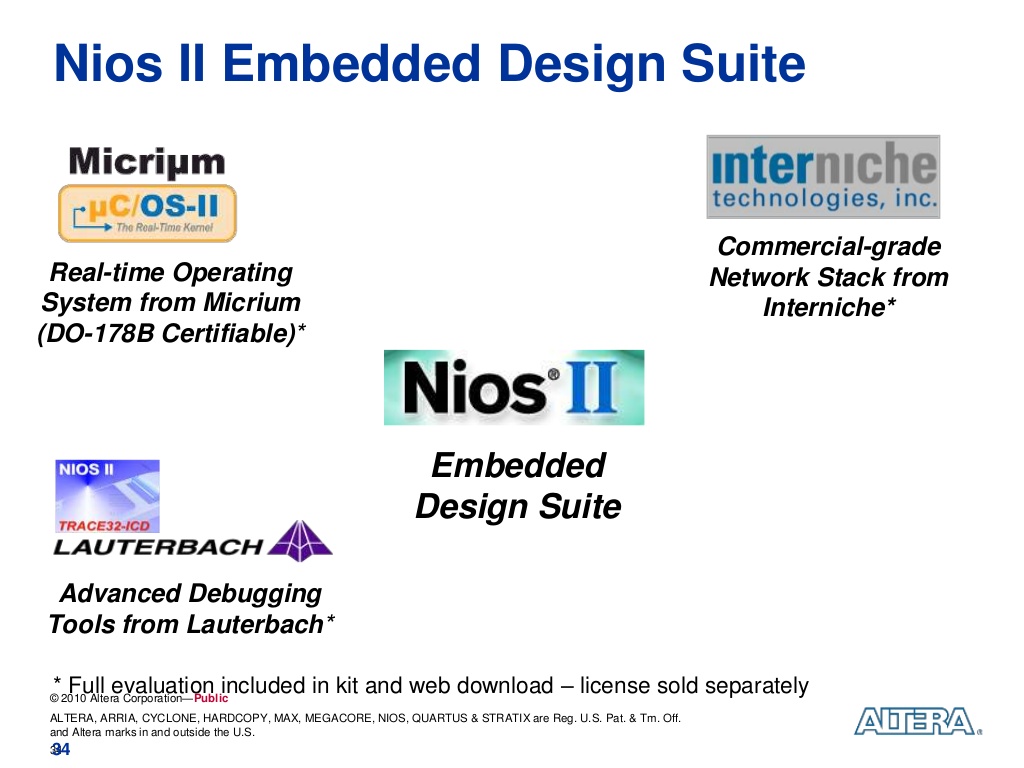 Nios II Embedded Design Suite
Micriµm
µC/OS-II
The Real-Time Kernel
Real-time Operating
System from Micrium
(DO-178B Certifiable)*
interniche
technologies, inc.
Commercial-grade
Network Stack from
Interniche*
Nios® II
Embedded
Design Suite
NIOS II
TRACE32-ICD
LAUTERBACH
Advanced Debugging
Tools from Lauterbach*
* Full evaluation included in kit and web download – license sold separately
© 2010 Altera Corporation—Public
ALTERA, ARRIA, CYCLONE, HARDCOPY, MAX, MEGACORE, NIOS, QUARTUS & STRATIX are Reg. U.S. Pat. & Tm. Off.
and Altera marks in and outside the U.S.
34
ALTERA®